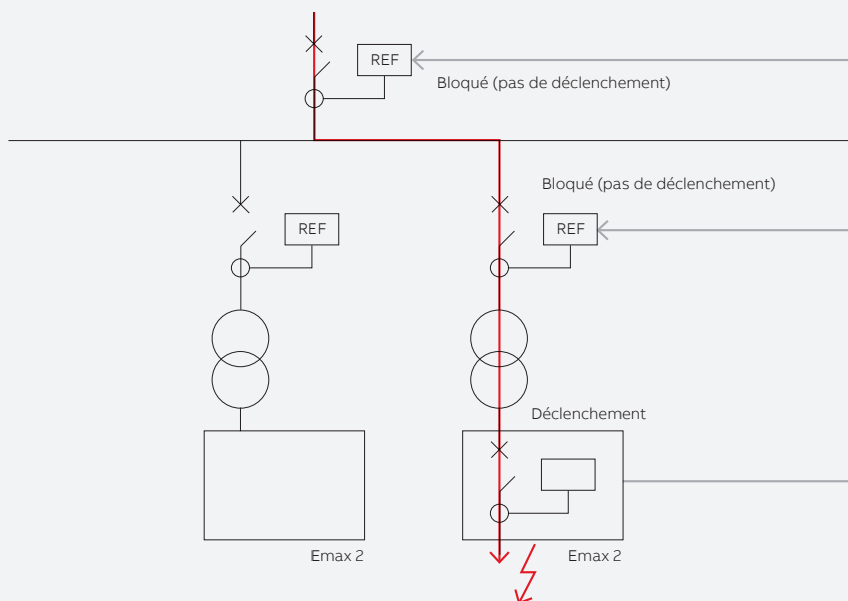 REF
Bloqué (pas de déclenchement)
Bloqué (pas de déclenchement)
REF
REF
Déclenchement
Emax 2
Emax 2